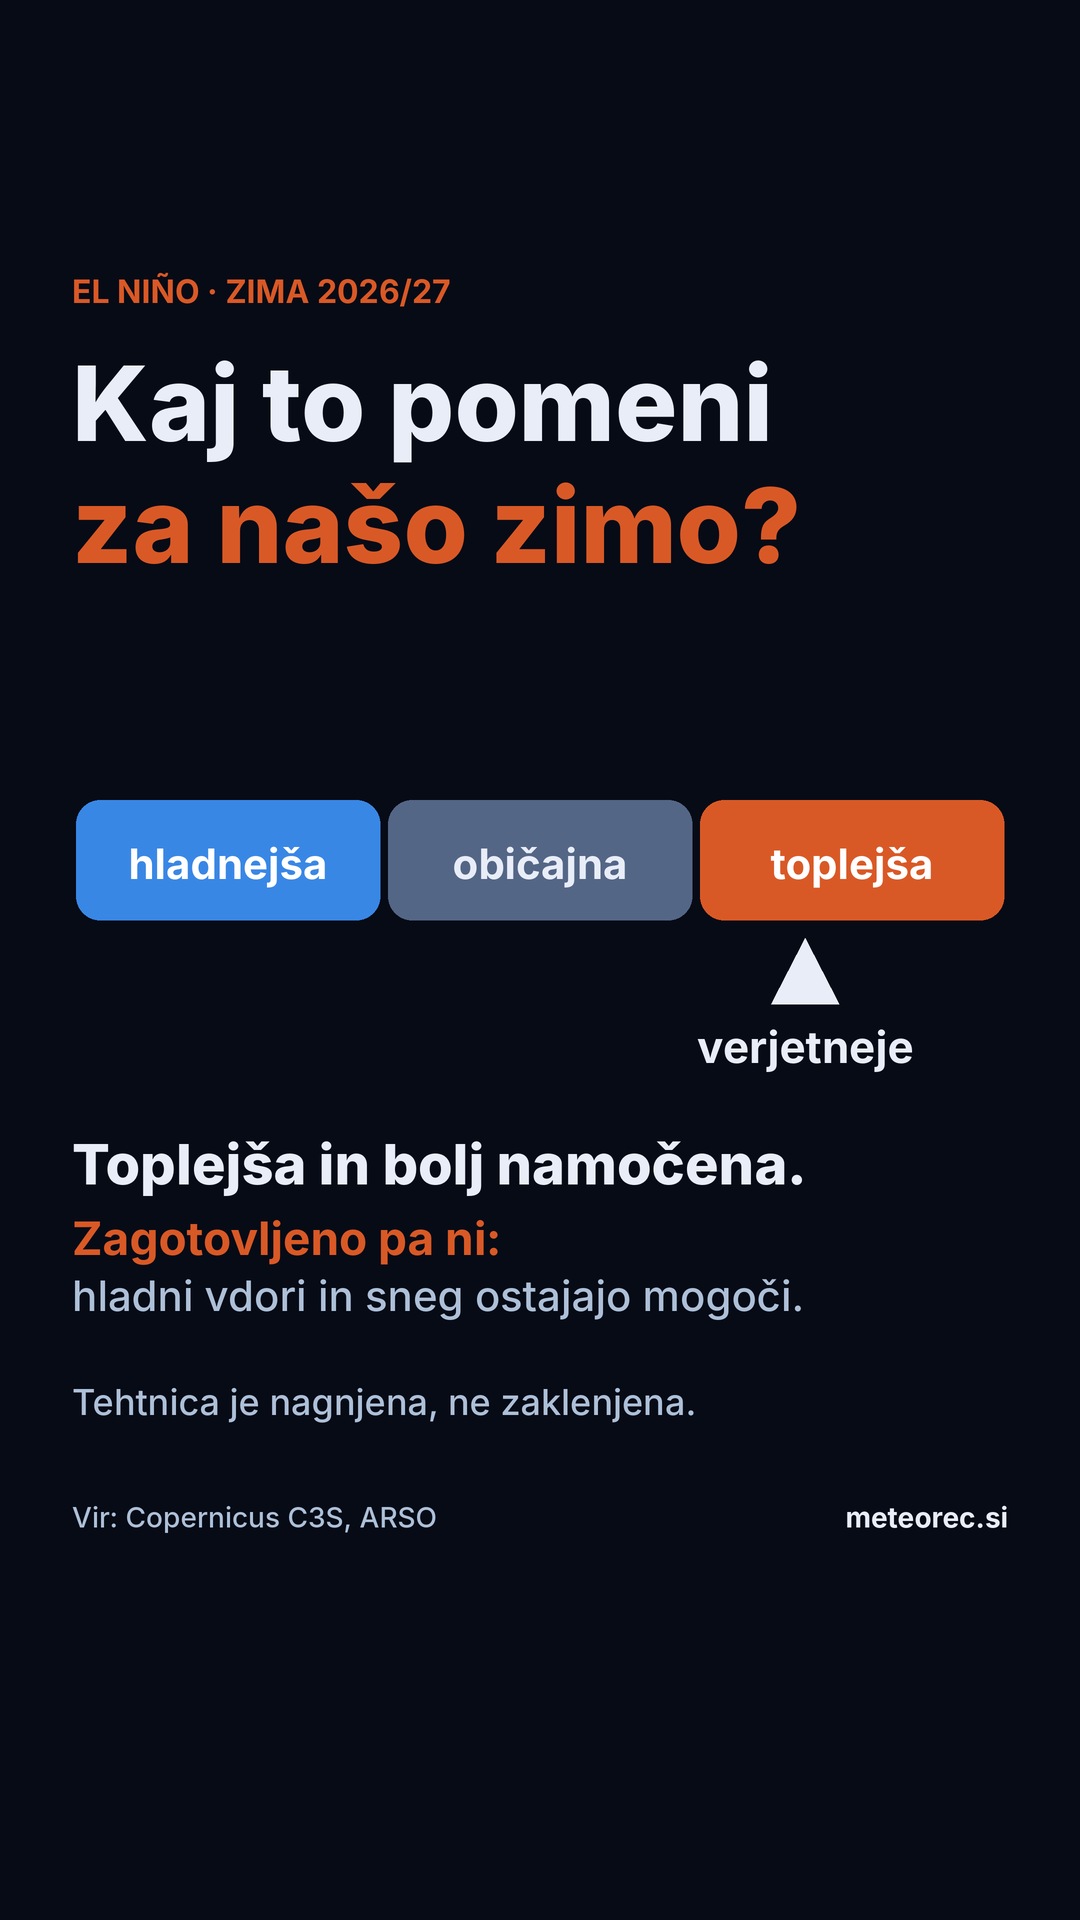 EL NIÑO · ZIMA 2026/27
Kaj to pomeni
za našo zimo?
hladnejša
običajna
toplejša
verjetneje
Toplejša in bolj namočena.
Zagotovljeno pa ni:
hladni vdori in sneg ostajajo mogoči.
Tehtnica je nagnjena, ne zaklenjena.
Vir: Copernicus C3S, ARSO
meteorec.si